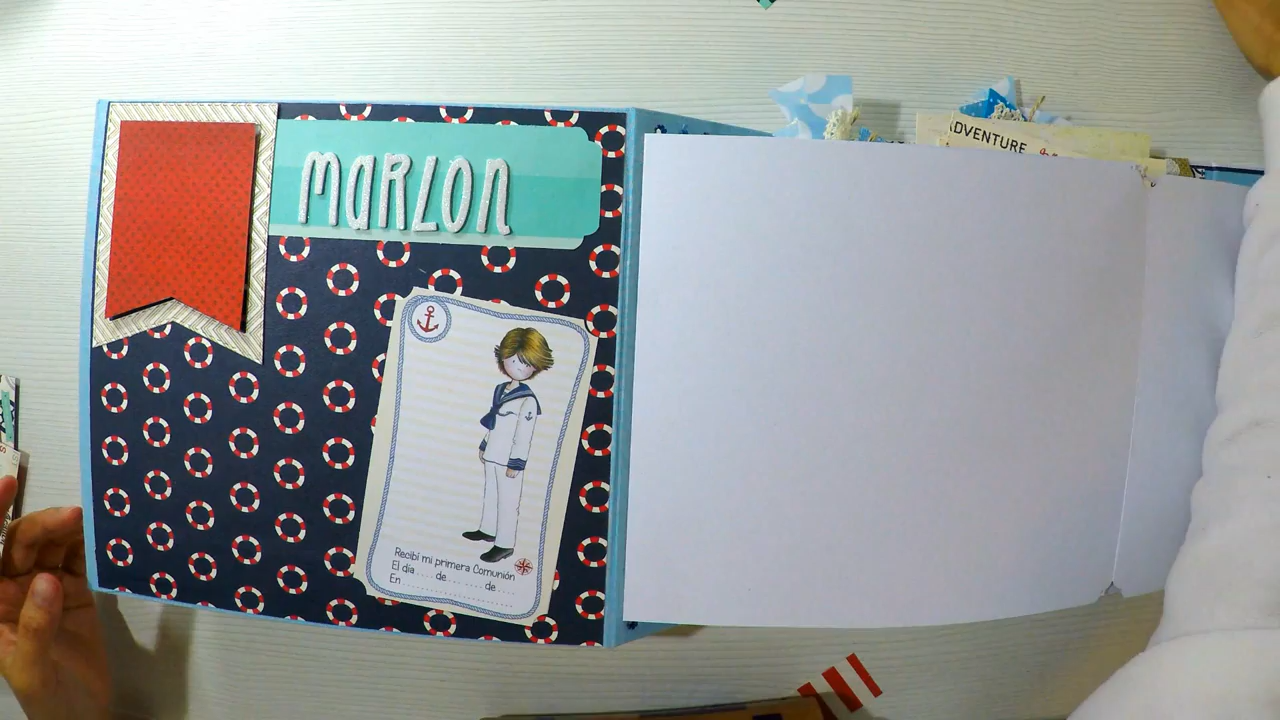 MARLON
ADVENTURE
Recibí mi primera Comunión
El día .... de ........ de ....
En ........................